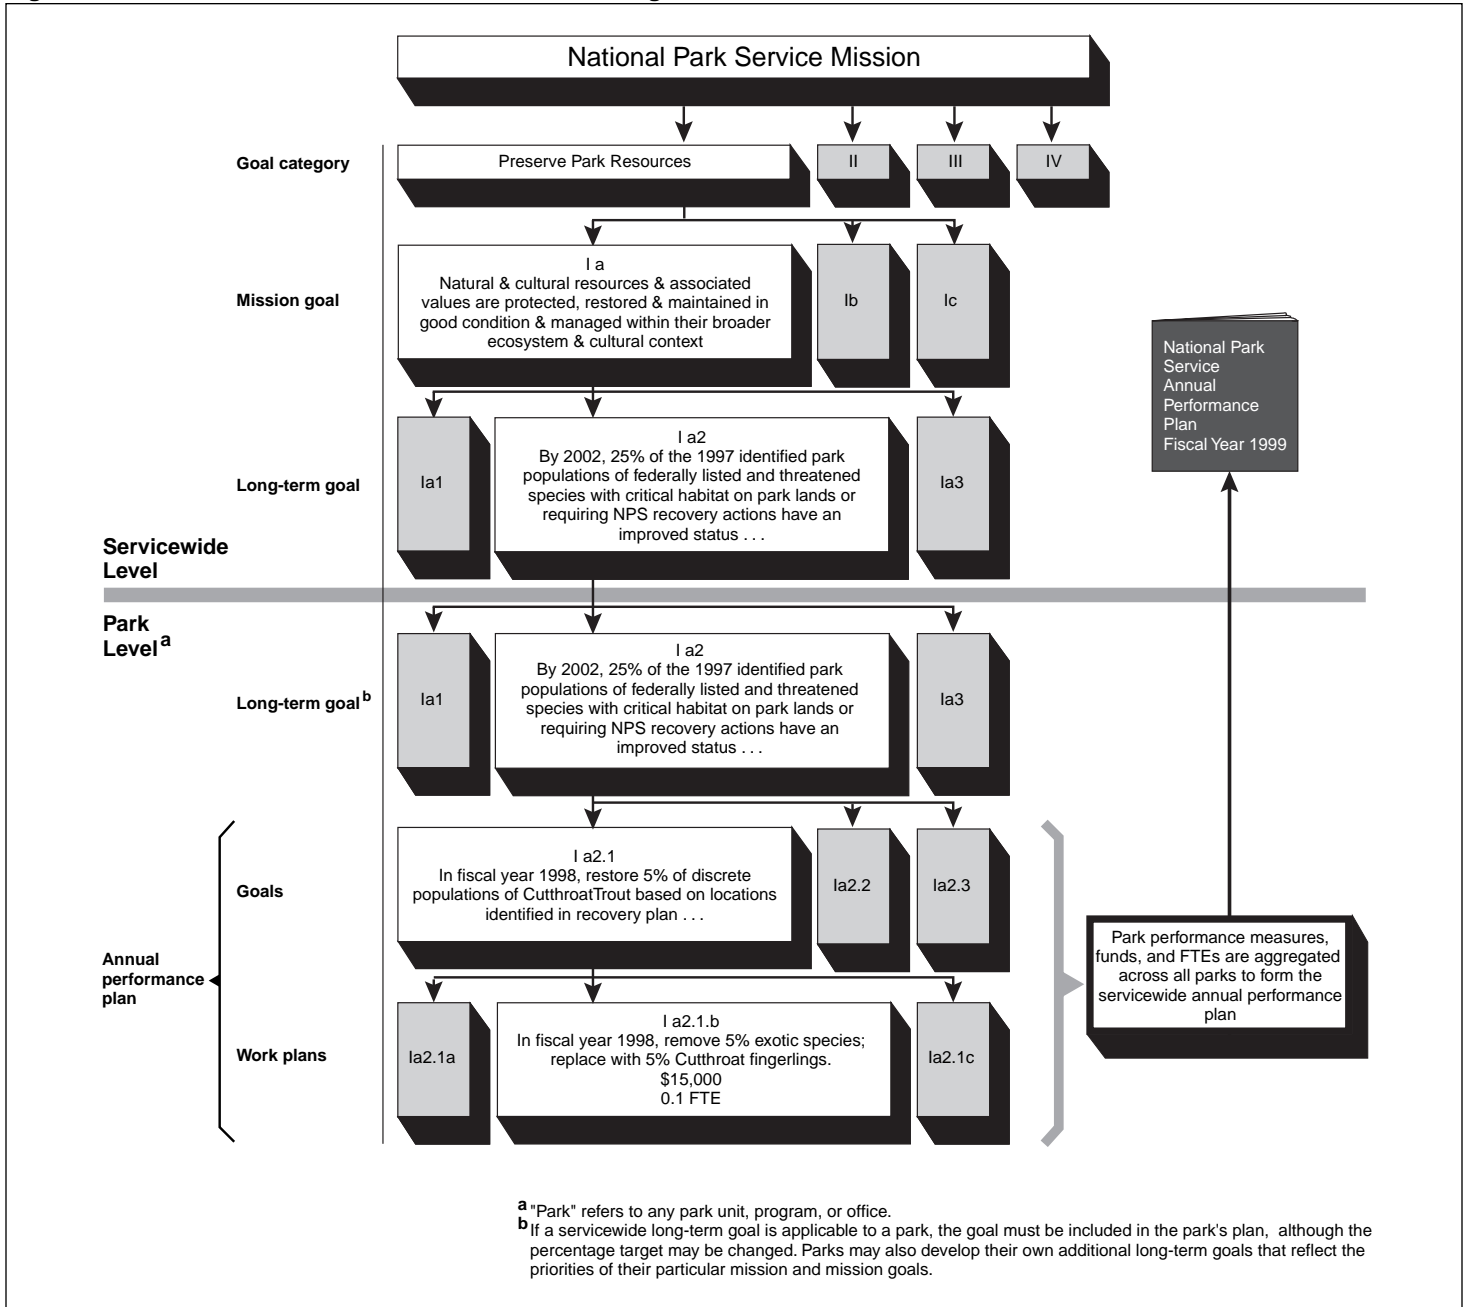 National Park Service Mission
Goal category
Preserve Park Resources
II
III
IV
Mission goal
I a
Natural & cultural resources & associated
values are protected, restored & maintained in
good condition & managed within their broader
ecosystem & cultural context
Ib
Ic
National Park
Service
Annual
Performance
Plan
Fiscal Year 1999
Long-term goal
Ia1
I a2
By 2002, 25% of the 1997 identified park
populations of federally listed and threatened
species with critical habitat on park lands or
requiring NPS recovery actions have an
improved status . . .
Ia3
Servicewide
Level
Park
Level a
Long-term goal b
Ia1
I a2
By 2002, 25% of the 1997 identified park
populations of federally listed and threatened
species with critical habitat on park lands or
requiring NPS recovery actions have an
improved status . . .
Ia3
Annual
performance
plan
Goals
I a2.1
In fiscal year 1998, restore 5% of discrete
populations of CutthroatTrout based on locations
identified in recovery plan . . .
Ia2.2
Ia2.3
Work plans
Ia2.1a
I a2.1.b
In fiscal year 1998, remove 5% exotic species;
replace with 5% Cutthroat fingerlings.
$15,000
0.1 FTE
Ia2.1c
Park performance measures,
funds, and FTEs are aggregated
across all parks to form the
servicewide annual performance
plan
a "Park" refers to any park unit, program, or office.
b If a servicewide long-term goal is applicable to a park, the goal must be included in the park's plan, although the
percentage target may be changed. Parks may also develop their own additional long-term goals that reflect the
priorities of their particular mission and mission goals.